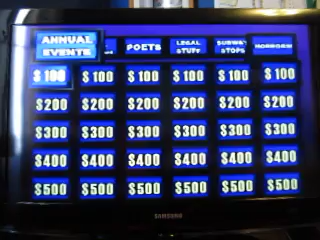 ANNUAL
EVENTS
POETS
LEGAL
STUFF
SUBWAY
STOPS
$100 $100 $100 $100 $100 $100
$200 $200 $200 $200 $200 $200
$300 $300 $300 $300 $300 $300
$400 $400 $400 $400 $400 $400
$500 $500 $500 $500 $500 $500
SAMSUNG